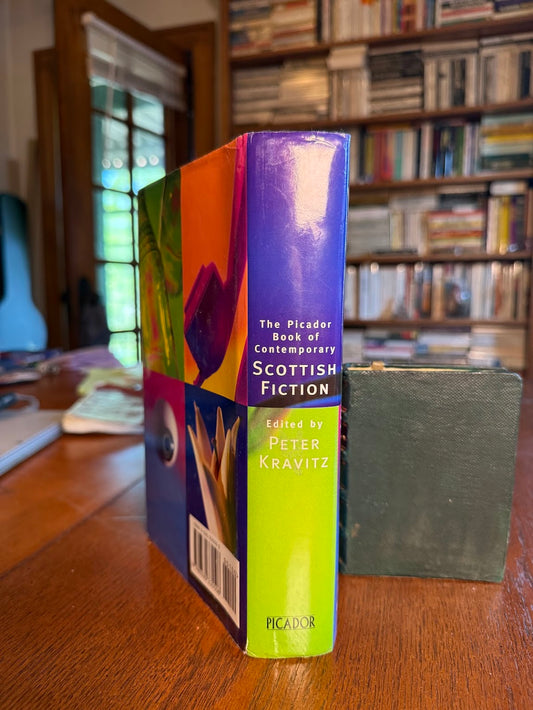 The Picador
Book of
Contemporary
SCOTTISH
FICTION
Edited by
PETER
KRAVITZ
PICADOR